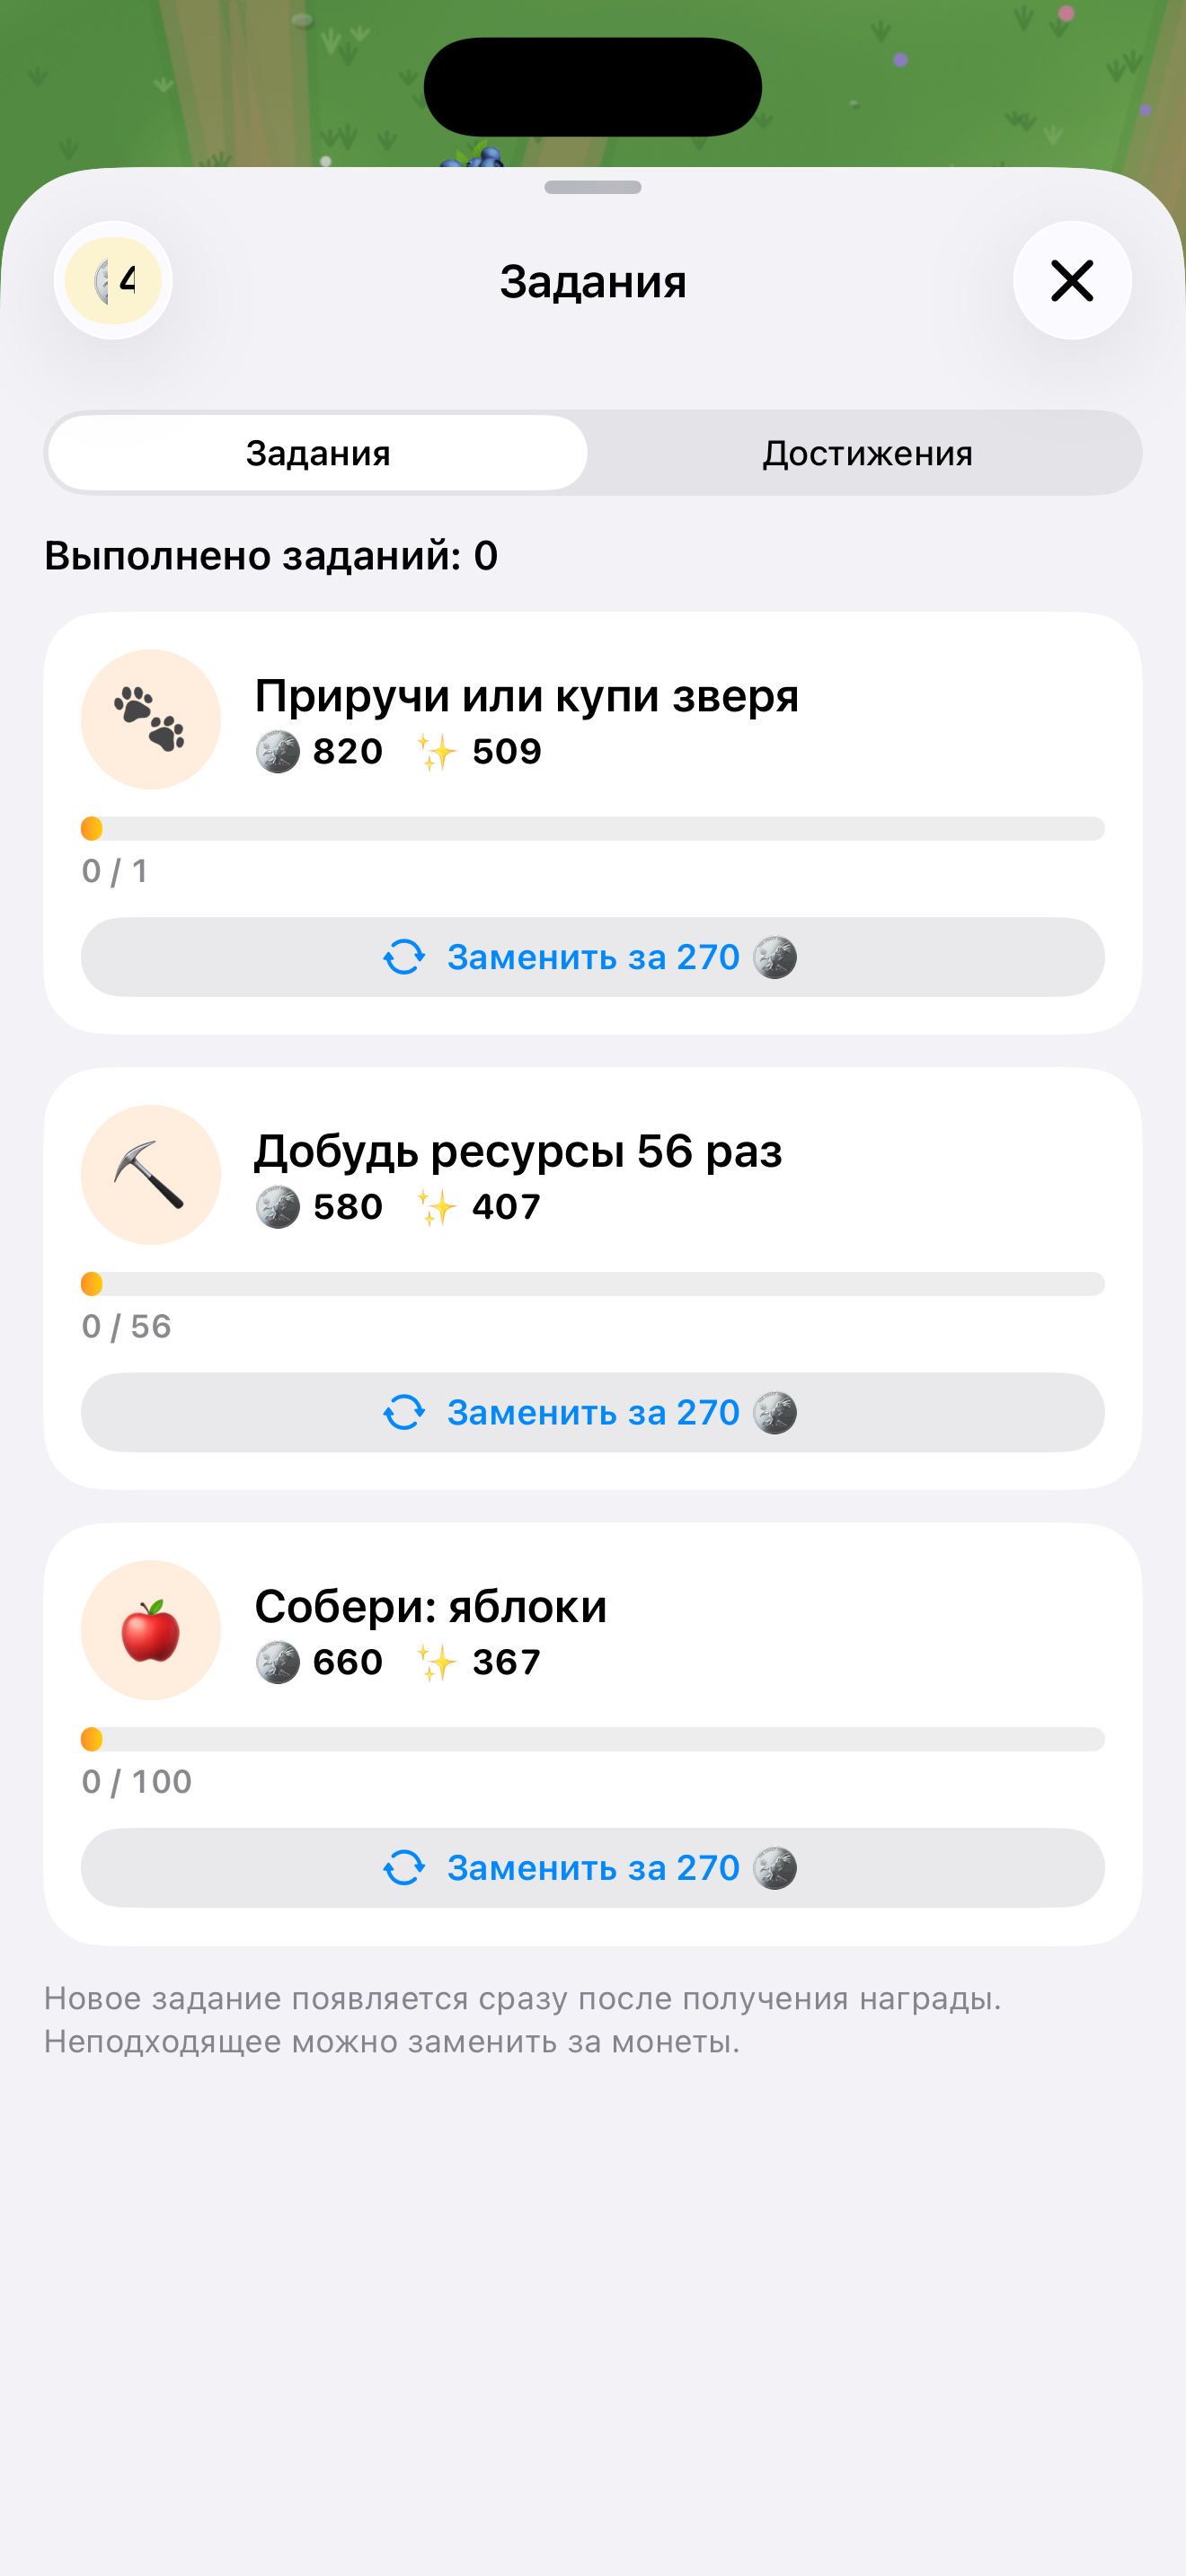 4
Задания
Задания
Достижения
Выполнено заданий: 0
Приручи или купи зверя
820 509
0 / 1
Заменить за 270
Добудь ресурсы 56 раз
580 407
0 / 56
Заменить за 270
Собери: яблоки
660 367
0 / 100
Заменить за 270
Новое задание появляется сразу после получения награды.
Неподходящее можно заменить за монеты.